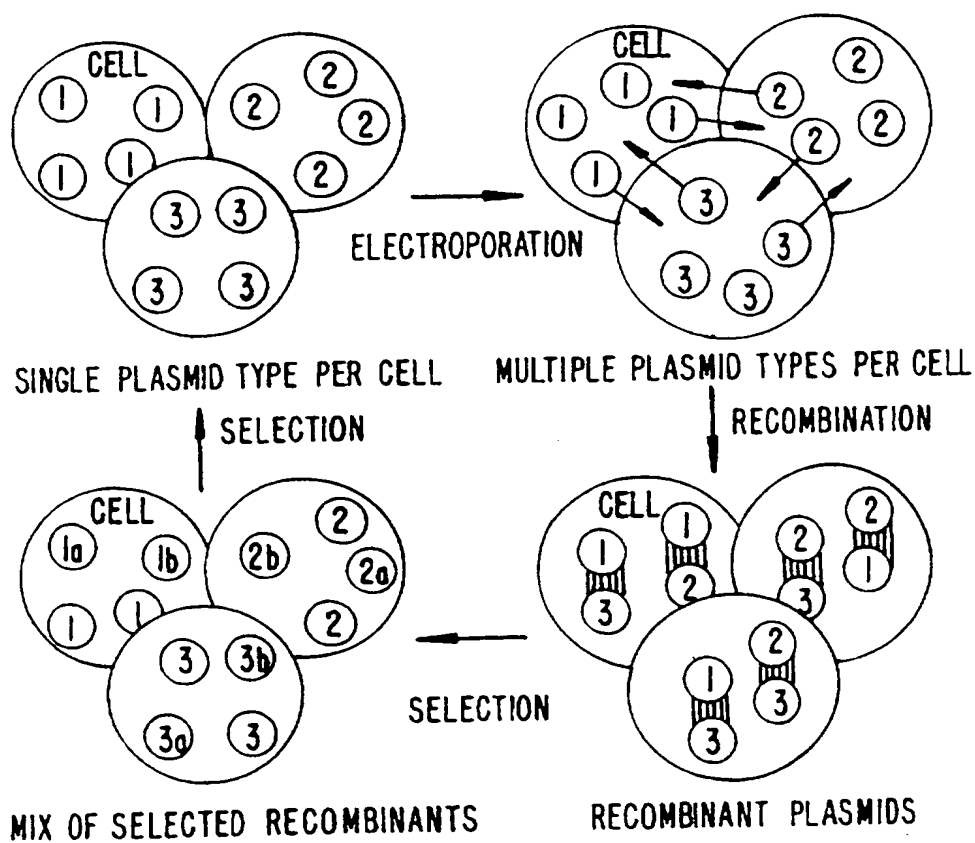 CELL
1
1
1
1
2
2
2
2
3
3
3
3
SINGLE PLASMID TYPE PER CELL
ELECTROPORATION
CELL
1
1
1
1
2
2
2
2
3
3
3
3
MULTIPLE PLASMID TYPES PER CELL
RECOMBINATION
CELL
1
3
1
2
2
3
2
1
1
3
2
3
RECOMBINANT PLASMIDS
SELECTION
CELL
1a
1b
1
1
2b
2
2a
2
3
3b
3a
3
MIX OF SELECTED RECOMBINANTS
SELECTION